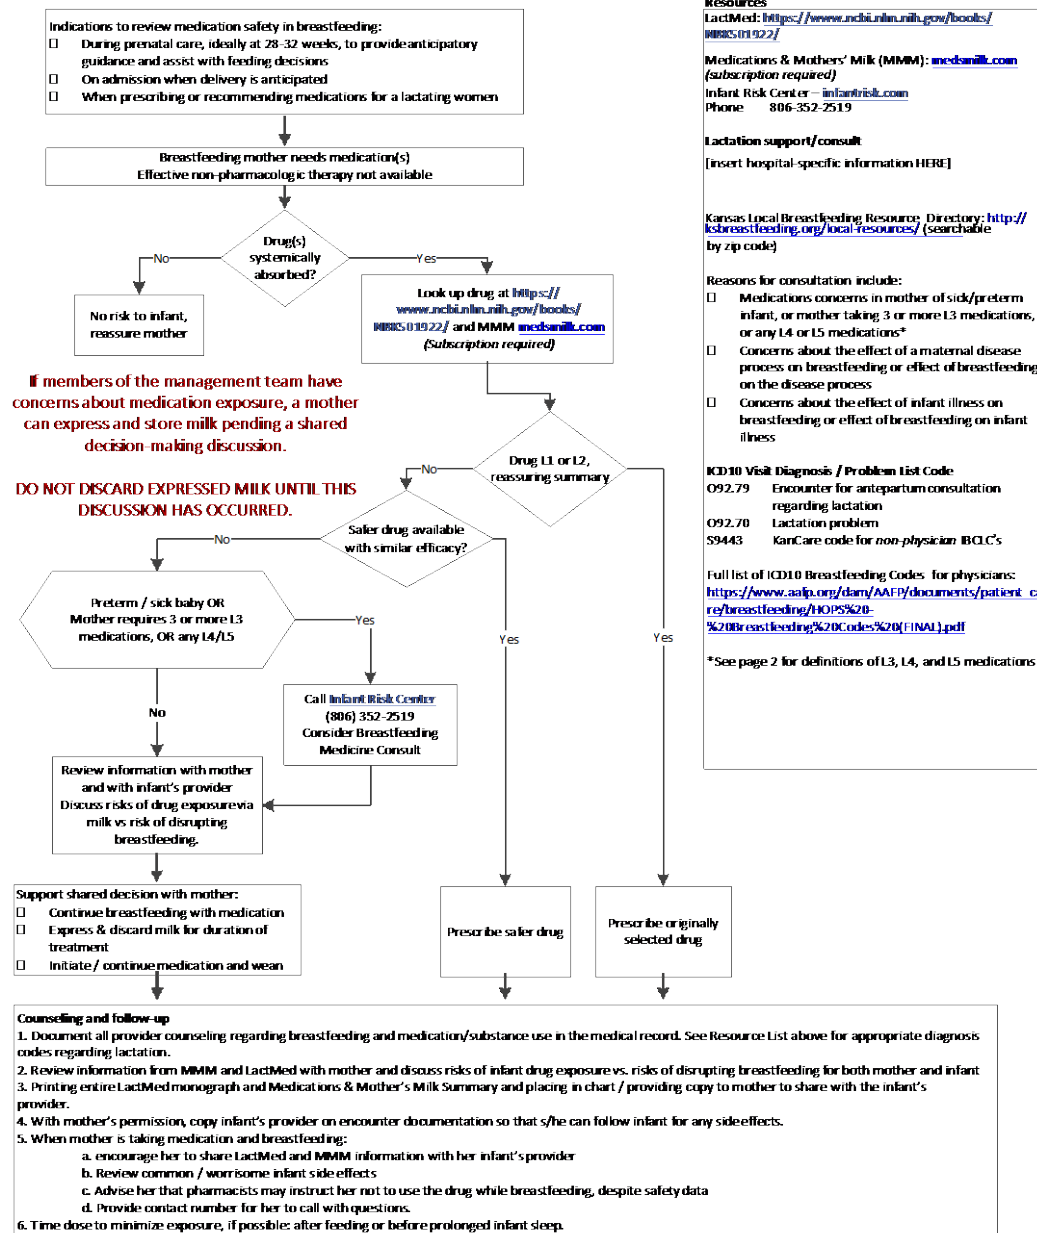 Indications to review medication safety in breastfeeding:
During prenatal care, ideally at 28-32 weeks, to provide anticipatory
guidance and assist with feeding decisions
On admission when delivery is anticipated
When prescribing or recommending medications for a lactating women
Breastfeeding mother needs medication(s)
Effective non-pharmacologic therapy not available
Drug(s)
systemically
absorbed?
No
Yes
No risk to infant,
reassure mother
Look up drug at https://
www.ncbi.nlm.nih.gov/books/
NBK501922/ and MMM medsmilk.com
(Subscription required)
If members of the management team have
concerns about medication exposure, a mother
can express and store milk pending a shared
decision-making discussion.
DO NOT DISCARD EXPRESSED MILK UNTIL THIS
DISCUSSION HAS OCCURRED.
Drug L1 or L2,
reassuring summary
No
Safer drug available
with similar efficacy?
No
Preterm / sick baby OR
Mother requires 3 or more L3
medications, OR any L4/L5
Yes
Yes
Yes
No
Call Infant Risk Center
(806) 352-2519
Consider Breastfeeding
Medicine Consult
Review information with mother
and with infant's provider
Discuss risks of drug exposure via
milk vs risk of disrupting
breastfeeding.
Support shared decision with mother:
Continue breastfeeding with medication
Express & discard milk for duration of
treatment
Initiate / continue medication and wean
Prescribe safer drug
Prescribe originally
selected drug
Counseling and follow-up
1. Document all provider counseling regarding breastfeeding and medication/substance use in the medical record. See Resource List above for appropriate diagnosis
codes regarding lactation.
2. Review information from MMM and LactMed with mother and discuss risks of infant drug exposure vs. risks of disrupting breastfeeding for both mother and infant
3. Printing entire LactMed monograph and Medications & Mother's Milk Summary and placing in chart / providing copy to mother to share with the infant's
provider.
4. With mother's permission, copy infant's provider on encounter documentation so that s/he can follow infant for any side effects.
5. When mother is taking medication and breastfeeding:
a. encourage her to share LactMed and MMM information with her infant's provider
b. Review common / worrisome infant side effects
c. Advise her that pharmacists may instruct her not to use the drug while breastfeeding, despite safety data
d. Provide contact number for her to call with questions.
6. Time dose to minimize exposure, if possible: after feeding or before prolonged infant sleep.
Resources
LactMed: https://www.ncbi.nlm.nih.gov/books/
NBK501922/
Medications & Mothers' Milk (MMM): medsmilk.com
(subscription required)
Infant Risk Center – infantrisk.com
Phone 806-352-2519
Lactation support/consult
[insert hospital-specific information HERE]
Kansas Local Breastfeeding Resource Directory: http://
ksbreastfeeding.org/local-resources/ (searchable
by zip code)
Reasons for consultation include:
Medications concerns in mother of sick/preterm
infant, or mother taking 3 or more L3 medications,
or any L4 or L5 medications*
Concerns about the effect of a maternal disease
process on breastfeeding or effect of breastfeeding
on the disease process
Concerns about the effect of infant illness on
breastfeeding or effect of breastfeeding on infant
illness
ICD10 Visit Diagnosis / Problem List Code
O92.79 Encounter for antepartum consultation
regarding lactation
O92.70 Lactation problem
S9443 KanCare code for non-physician IBCLC's
Full list of ICD10 Breastfeeding Codes for physicians:
https://www.aafp.org/dam/AAFP/documents/patient_ca
re/breastfeeding/HOPS%20-
%20Breastfeeding%20Codes%20(FINAL).pdf
*See page 2 for definitions of L3, L4, and L5 medications